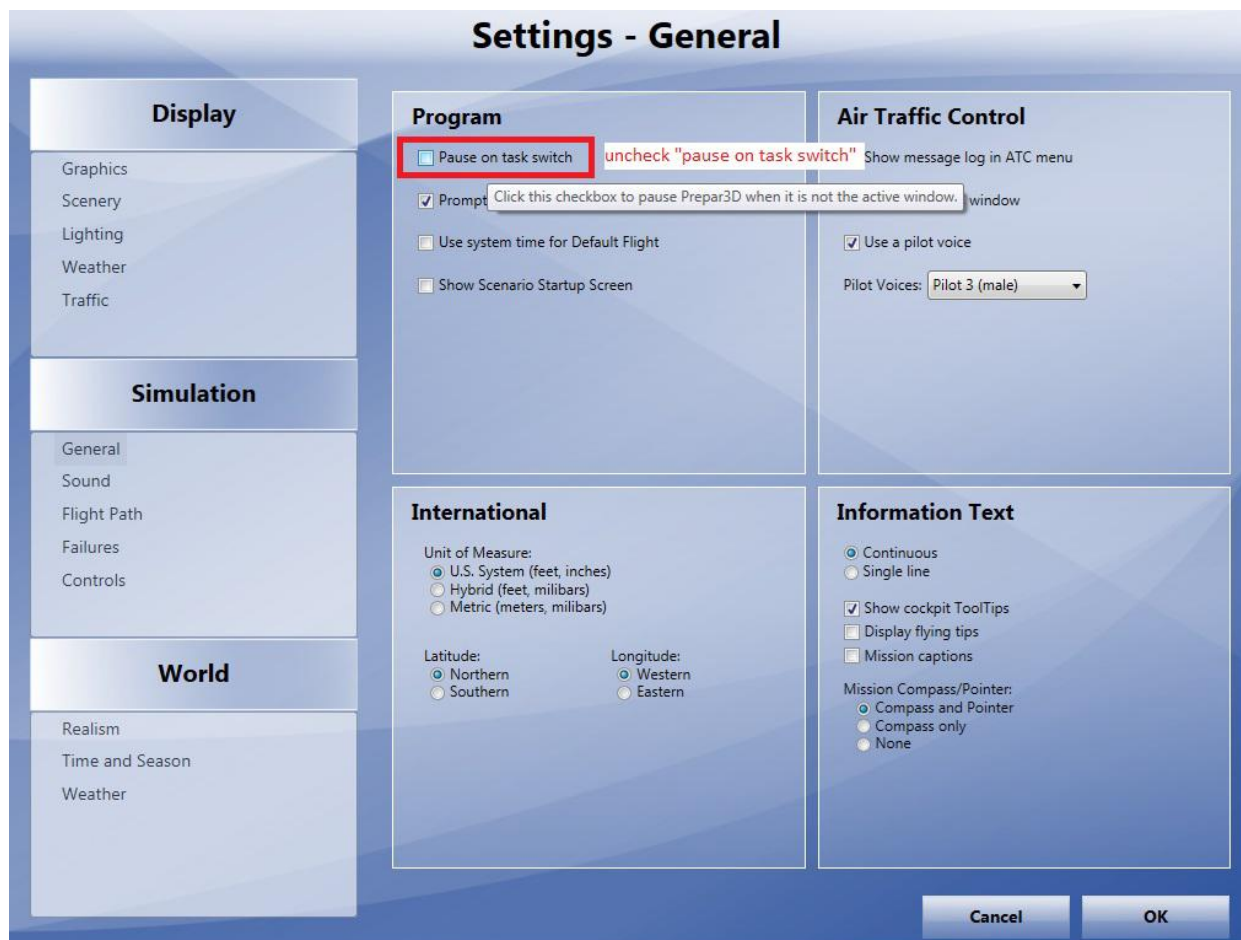 Settings - General
Display
Graphics
Scenery
Lighting
Weather
Traffic
Simulation
General
Sound
Flight Path
Failures
Controls
World
Realism
Time and Season
Weather
Program
Pause on task switch
uncheck "pause on task switch"
Prompt
Click this checkbox to pause Prepar3D when it is not the active window.
Use system time for Default Flight
Show Scenario Startup Screen
Air Traffic Control
Show message log in ATC menu
window
Use a pilot voice
Pilot Voices: Pilot 3 (male)
International
Unit of Measure:
U.S. System (feet, inches)
Hybrid (feet, milibars)
Metric (meters, milibars)
Latitude:
Northern
Southern
Longitude:
Western
Eastern
Information Text
Continuous
Single line
Show cockpit ToolTips
Display flying tips
Mission captions
Mission Compass/Pointer:
Compass and Pointer
Compass only
None
Cancel
OK